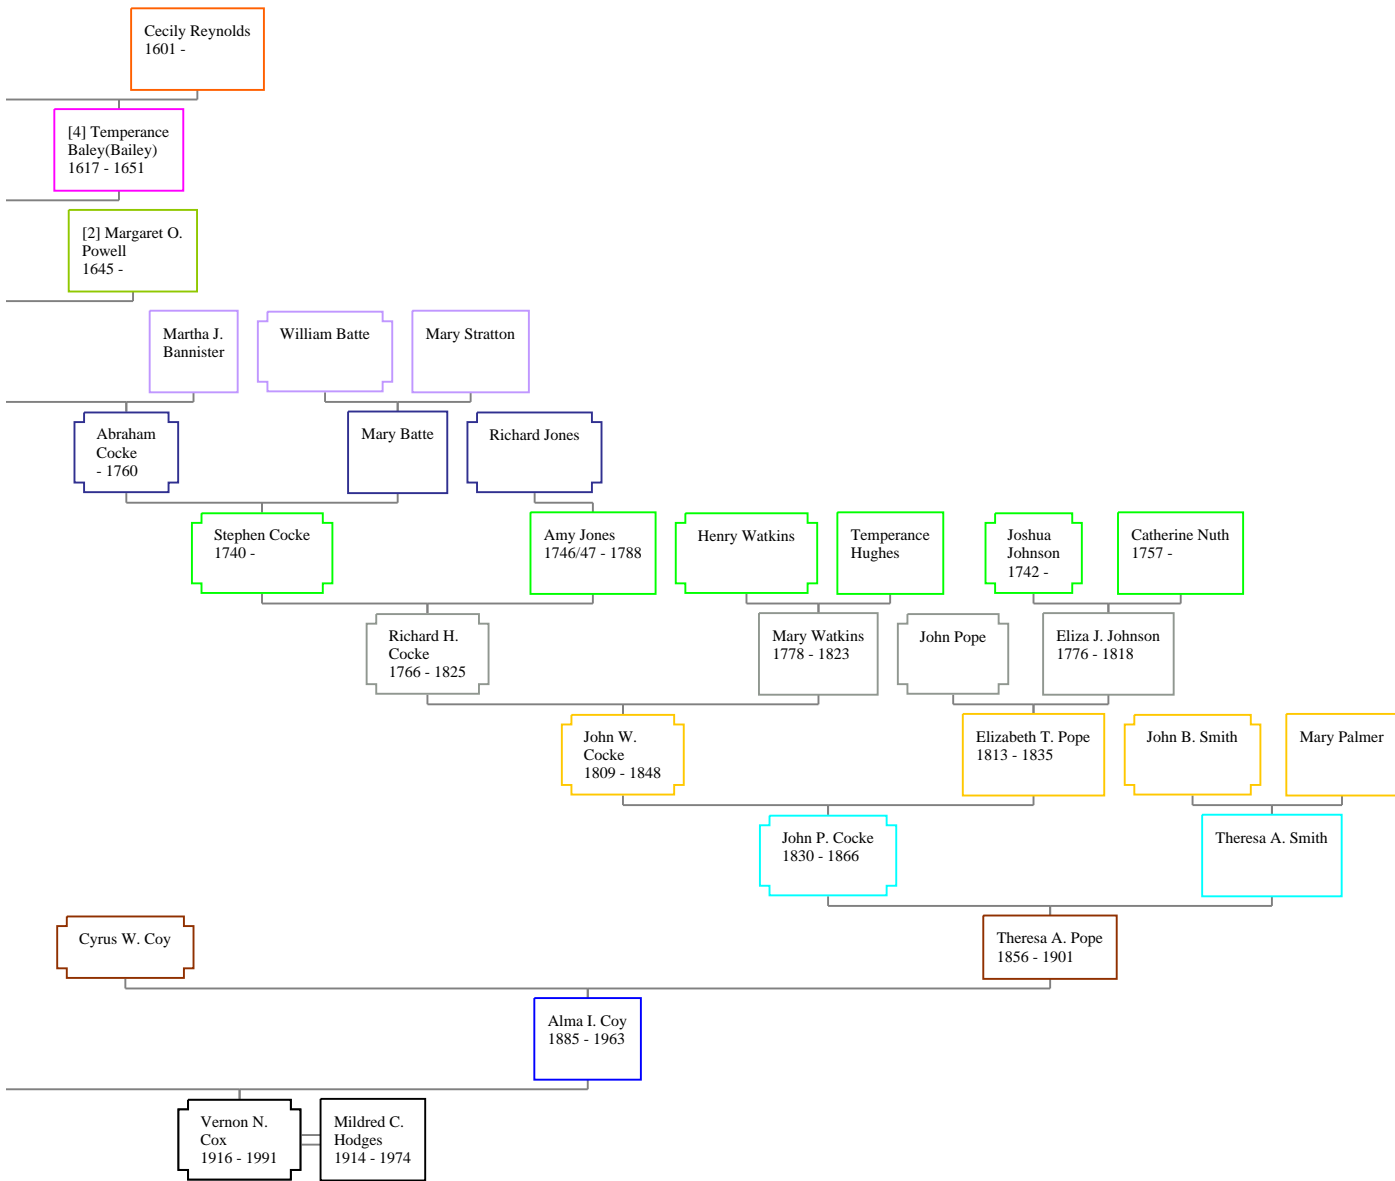 Cecily Reynolds
1601 -
[4] Temperance
Baley(Bailey)
1617 - 1651
[2] Margaret O.
Powell
1645 -
Martha J.
Bannister
William Batte
Mary Stratton
Abraham
Cocke
- 1760
Mary Batte
Richard Jones
Stephen Cocke
1740 -
Amy Jones
1746/47 - 1788
Henry Watkins
Temperance
Hughes
Joshua
Johnson
1742 -
Catherine Nuth
1757 -
Richard H.
Cocke
1766 - 1825
Mary Watkins
1778 - 1823
John Pope
Eliza J. Johnson
1776 - 1818
John W.
Cocke
1809 - 1848
Elizabeth T. Pope
1813 - 1835
John B. Smith
Mary Palmer
John P. Cocke
1830 - 1866
Theresa A. Smith
Cyrus W. Coy
Theresa A. Pope
1856 - 1901
Alma I. Coy
1885 - 1963
Vernon N.
Cox
1916 - 1991
Mildred C.
Hodges
1914 - 1974